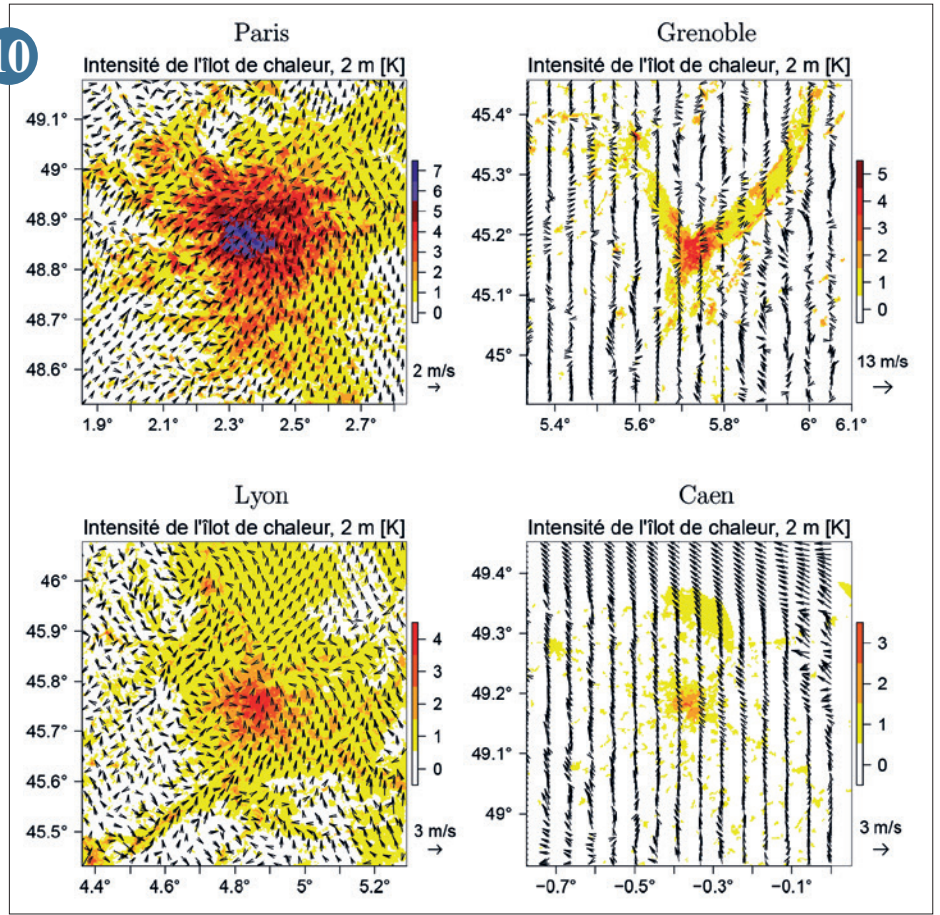 10
Paris
Intensité de l'îlot de chaleur, 2 m [K]
49.1°
49°
48.9°
48.8°
48.7°
48.6°
1.9° 2.1° 2.3° 2.5° 2.7°
7
6
5
4
3
2
1
0
2 m/s
Grenoble
Intensité de l'îlot de chaleur, 2 m [K]
45.4°
45.3°
45.2°
45.1°
45°
5.4° 5.6° 5.8° 6° 6.1°
5
4
3
2
1
0
13 m/s
Lyon
Intensité de l'îlot de chaleur, 2 m [K]
46°
45.9°
45.8°
45.7°
45.6°
45.5°
4.4° 4.6° 4.8° 5° 5.2°
4
3
2
1
0
3 m/s
Caen
Intensité de l'îlot de chaleur, 2 m [K]
49.4°
49.3°
49.2°
49.1°
49°
−0.7° −0.5° −0.3° −0.1°
3
2
1
0
3 m/s